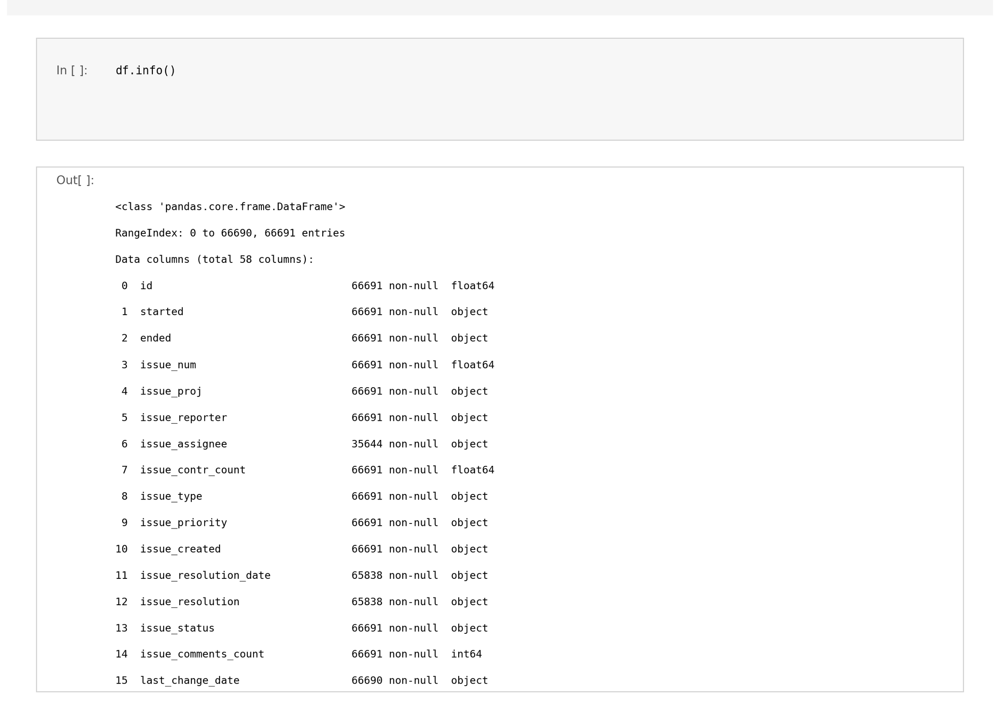 In [ ]: df.info()
Out[ ]:
<class 'pandas.core.frame.DataFrame'>
RangeIndex: 0 to 66690, 66691 entries
Data columns (total 58 columns):
 0  id                                66691 non-null  float64
 1  started                           66691 non-null  object
 2  ended                             66691 non-null  object
 3  issue_num                         66691 non-null  float64
 4  issue_proj                        66691 non-null  object
 5  issue_reporter                    66691 non-null  object
 6  issue_assignee                    35644 non-null  object
 7  issue_contr_count                 66691 non-null  float64
 8  issue_type                        66691 non-null  object
 9  issue_priority                    66691 non-null  object
10  issue_created                     66691 non-null  object
11  issue_resolution_date             65838 non-null  object
12  issue_resolution                  65838 non-null  object
13  issue_status                      66691 non-null  object
14  issue_comments_count              66691 non-null  int64
15  last_change_date                  66690 non-null  object